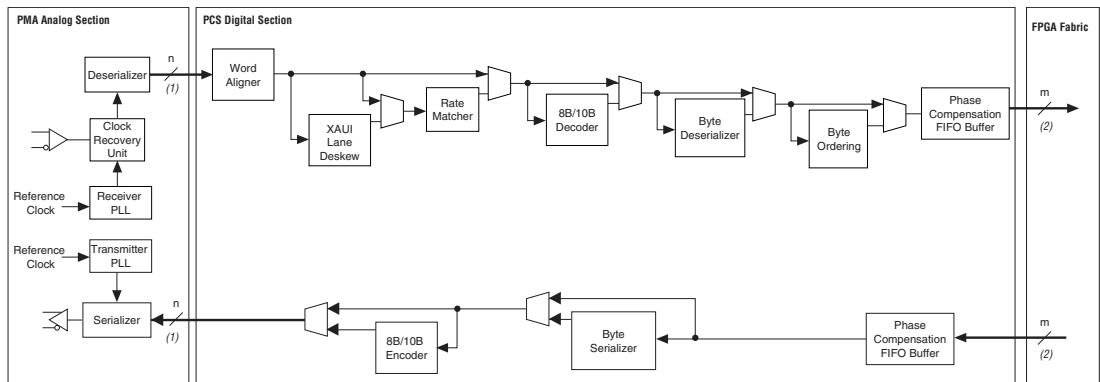 PMA Analog Section
PCS Digital Section
FPGA Fabric
n
(1)
Deserializer
Word
Aligner
Clock
Recovery
Unit
XAUI
Lane
Deskew
Rate
Matcher
8B/10B
Decoder
Byte
Deserializer
Byte
Ordering
Phase
Compensation
FIFO Buffer
m
(2)
Reference
Clock
Receiver
PLL
Reference
Clock
Transmitter
PLL
Serializer
n
(1)
8B/10B
Encoder
Byte
Serializer
Phase
Compensation
FIFO Buffer
m
(2)